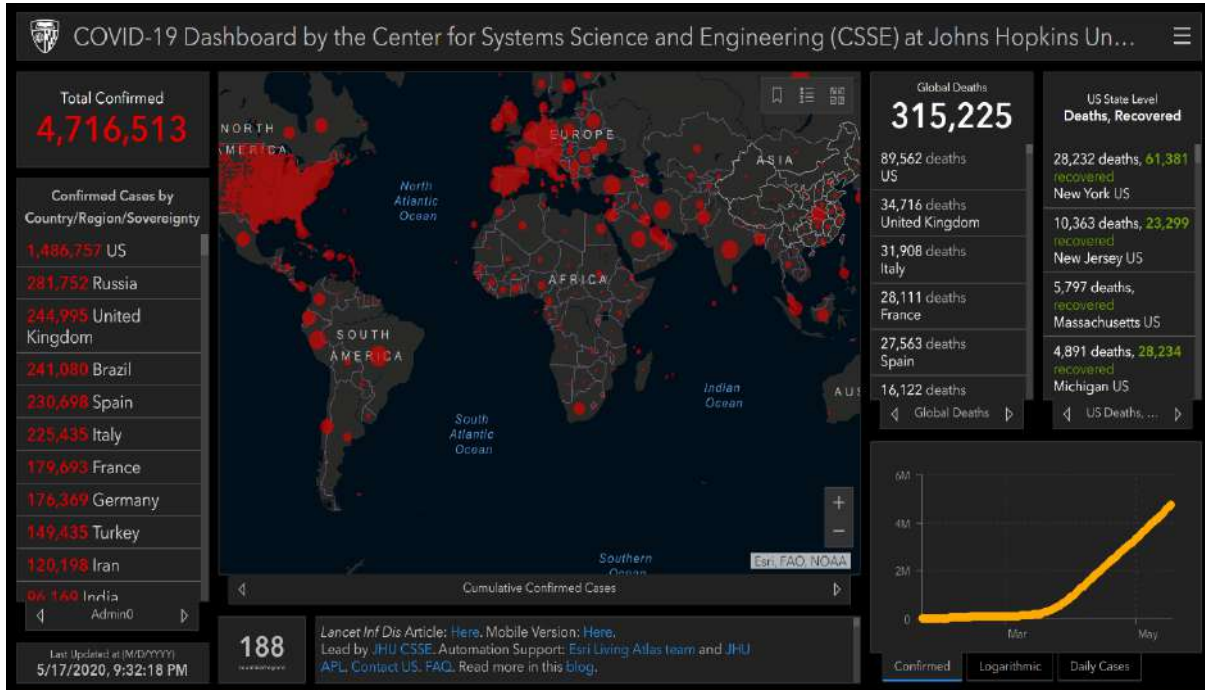 COVID-19 Dashboard by the Center for Systems Science and Engineering (CSSE) at Johns Hopkins Un...
Total Confirmed
4,716,513
Confirmed Cases by
Country/Region/Sovereignty
1,486,757 US
281,752 Russia
244,995 United
Kingdom
241,080 Brazil
230,698 Spain
225,435 Italy
179,693 France
176,369 Germany
149,435 Turkey
120,198 Iran
96,169 India
Admin0
Last Updated at (M/D/YYYY)
5/17/2020, 9:32:18 PM
NORTH
AMERICA
North
Atlantic
Ocean
EUROPE
ASIA
AFRICA
SOUTH
AMERICA
Indian
Ocean
AUS
South
Atlantic
Ocean
Southern
Ocean
+
−
Esri, FAO, NOAA
Cumulative Confirmed Cases
188
Lancet Inf Dis Article: Here. Mobile Version: Here.
Lead by JHU CSSE. Automation Support: Esri Living Atlas team and JHU
APL. Contact US. FAQ. Read more in this blog.
Global Deaths
315,225
89,562 deaths
US
34,716 deaths
United Kingdom
31,908 deaths
Italy
28,111 deaths
France
27,563 deaths
Spain
16,122 deaths
Global Deaths
US State Level
Deaths, Recovered
28,232 deaths, 61,381
recovered
New York US
10,363 deaths, 23,299
recovered
New Jersey US
5,797 deaths,
recovered
Massachusetts US
4,891 deaths, 28,234
recovered
Michigan US
US Deaths, ...
6M
4M
2M
0
Mar
May
Confirmed
Logarithmic
Daily Cases